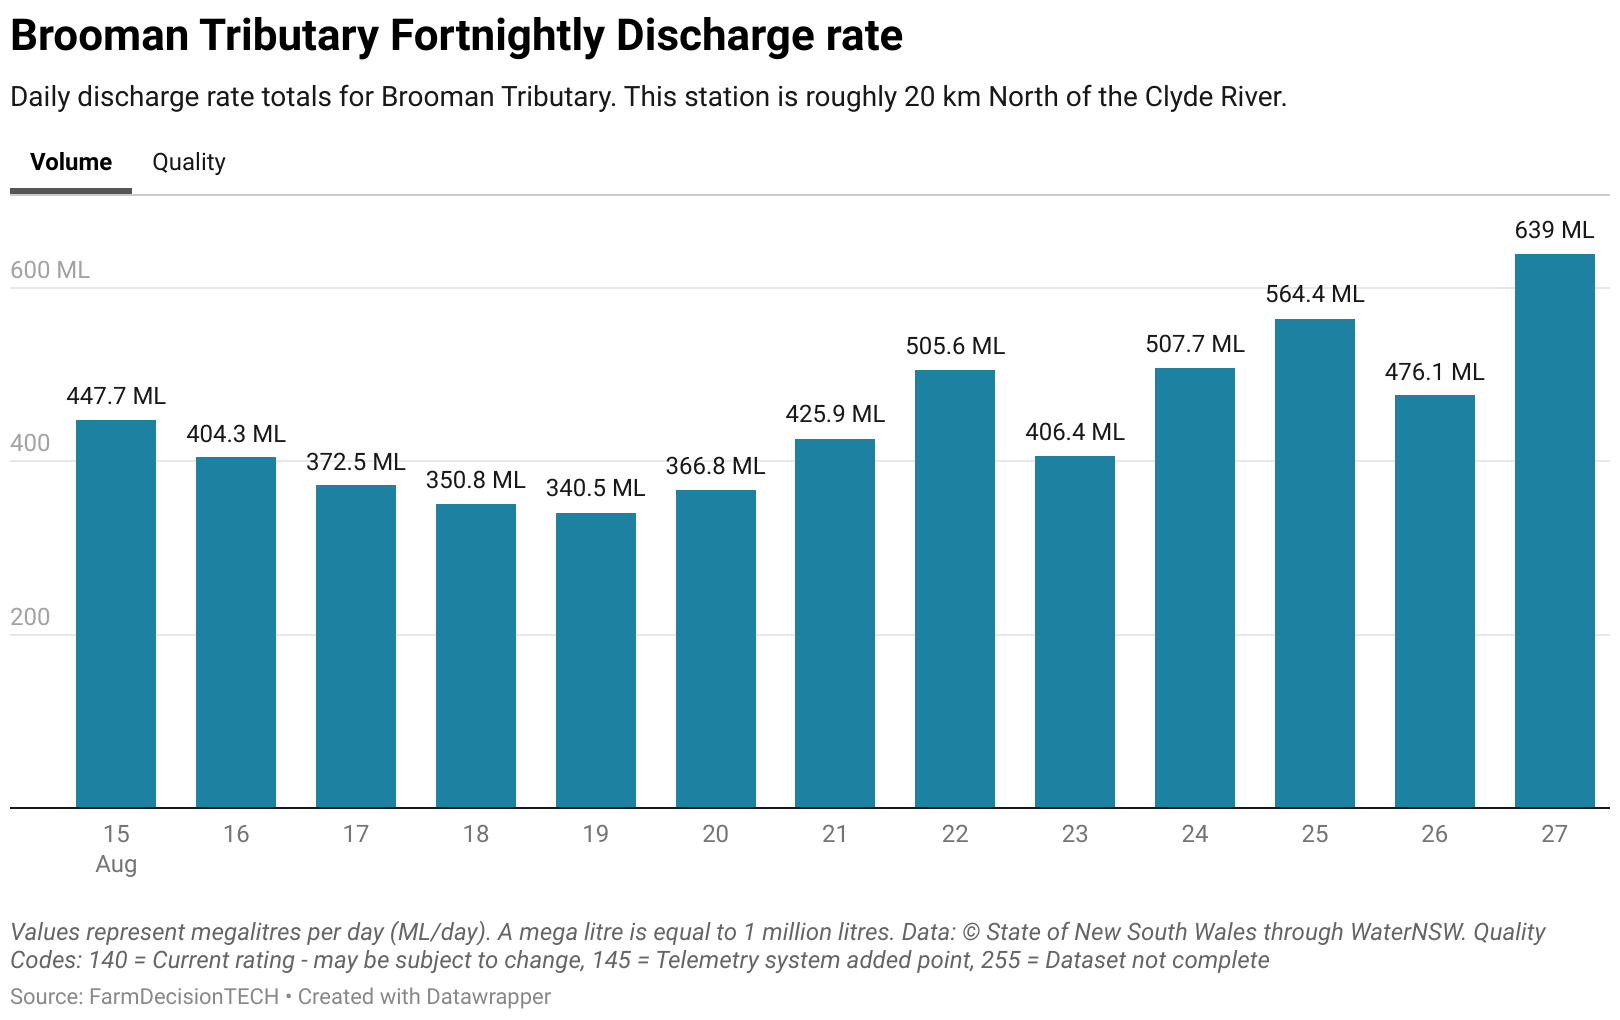 Brooman Tributary Fortnightly Discharge rate
Daily discharge rate totals for Brooman Tributary. This station is roughly 20 km North of the Clyde River.
Volume Quality
639 ML
600 ML
564.4 ML
505.6 ML
507.7 ML
476.1 ML
447.7 ML
425.9 ML
406.4 ML
404.3 ML
400
372.5 ML
366.8 ML
350.8 ML
340.5 ML
200
15 16 17 18 19 20 21 22 23 24 25 26 27
Aug
Values represent megalitres per day (ML/day). A mega litre is equal to 1 million litres. Data: © State of New South Wales through WaterNSW. Quality
Codes: 140 = Current rating - may be subject to change, 145 = Telemetry system added point, 255 = Dataset not complete
Source: FarmDecisionTECH • Created with Datawrapper